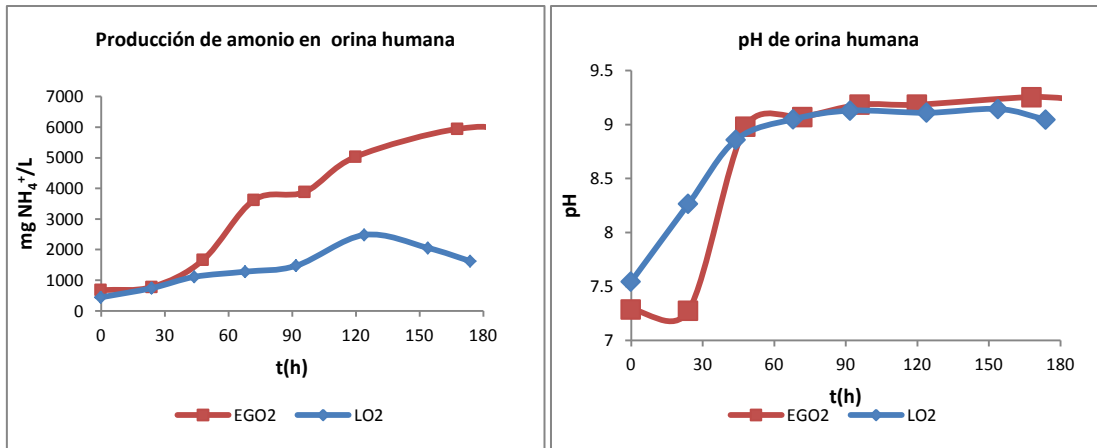 Producción de amonio en orina humana
7000
6000
5000
4000
3000
2000
1000
0
mg NH₄⁺/L
0 30 60 90 120 150 180
t(h)
EGO2 LO2
pH de orina humana
9.5
9
8.5
8
7.5
7
pH
0 30 60 90 120 150 180
t(h)
EGO2 LO2